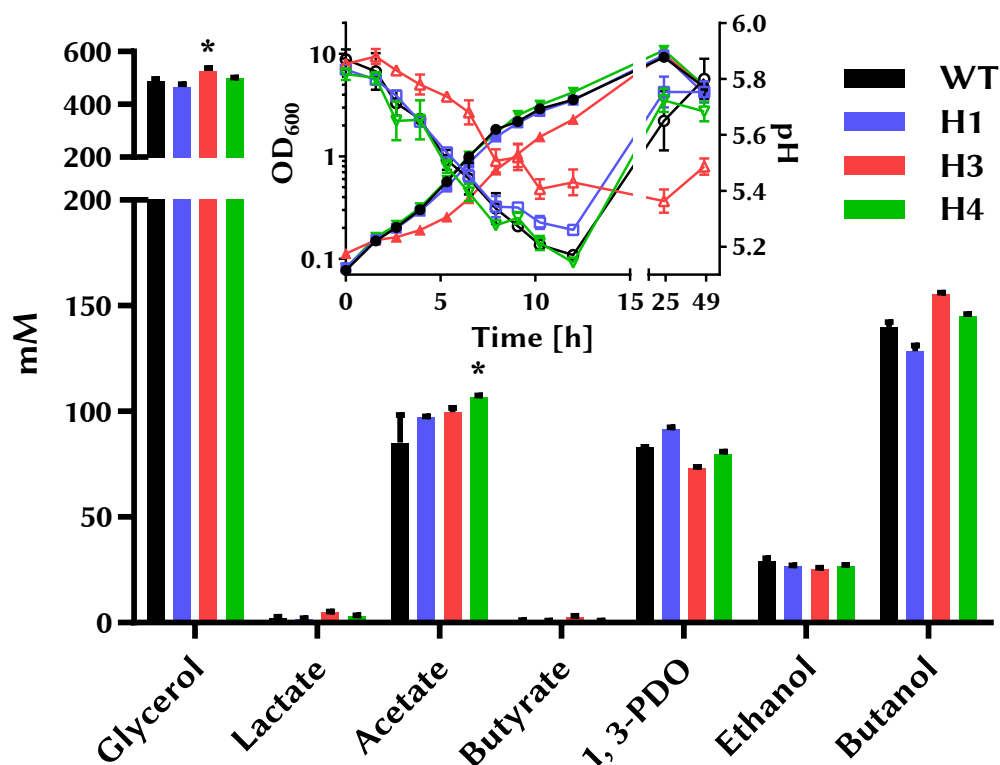 600
400
200
200
150
100
50
0
mM
*
*
10
1
0.1
OD600
6.0
5.8
5.6
5.4
5.2
pH
0
5
10
15
25
49
Time [h]
WT
H1
H3
H4
Glycerol
Lactate
Acetate
Butyrate
1, 3-PDO
Ethanol
Butanol